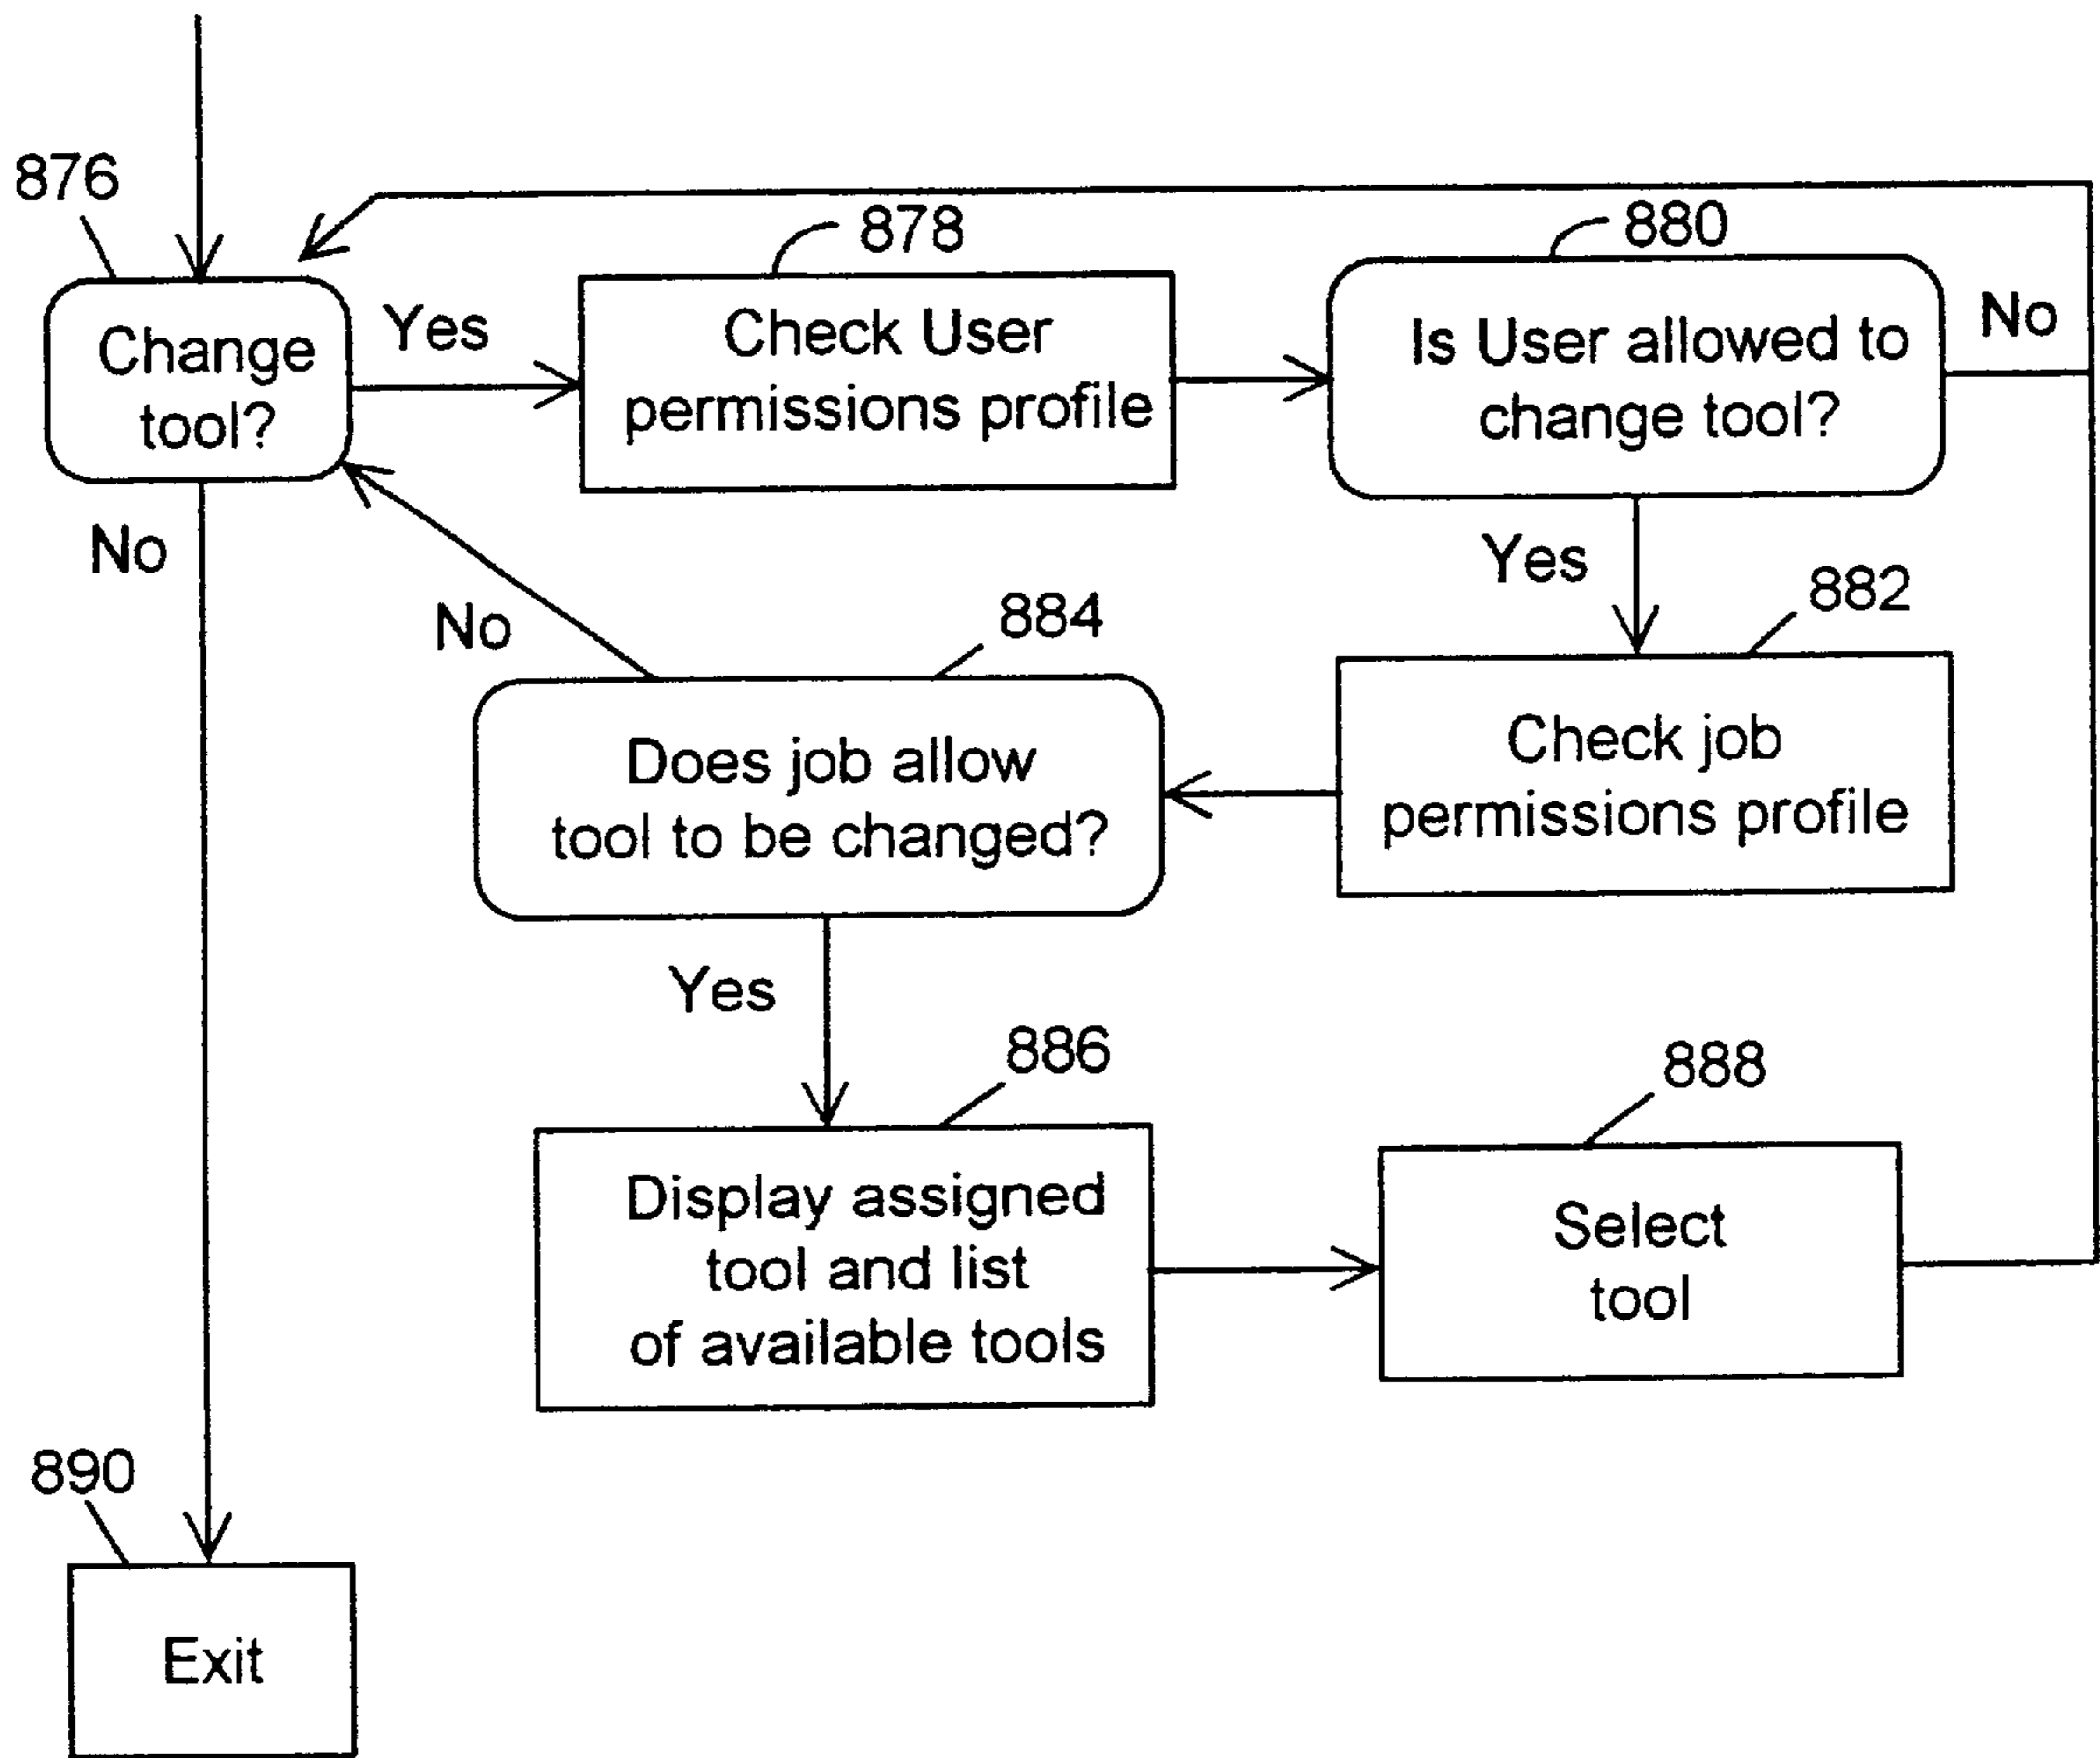 876
878
880
Change
tool?
Yes
Check User
permissions profile
Is User allowed to
change tool?
No
No
Yes
No
884
882
Does job allow
tool to be changed?
Check job
permissions profile
Yes
886
888
Display assigned
tool and list
of available tools
Select
tool
890
Exit